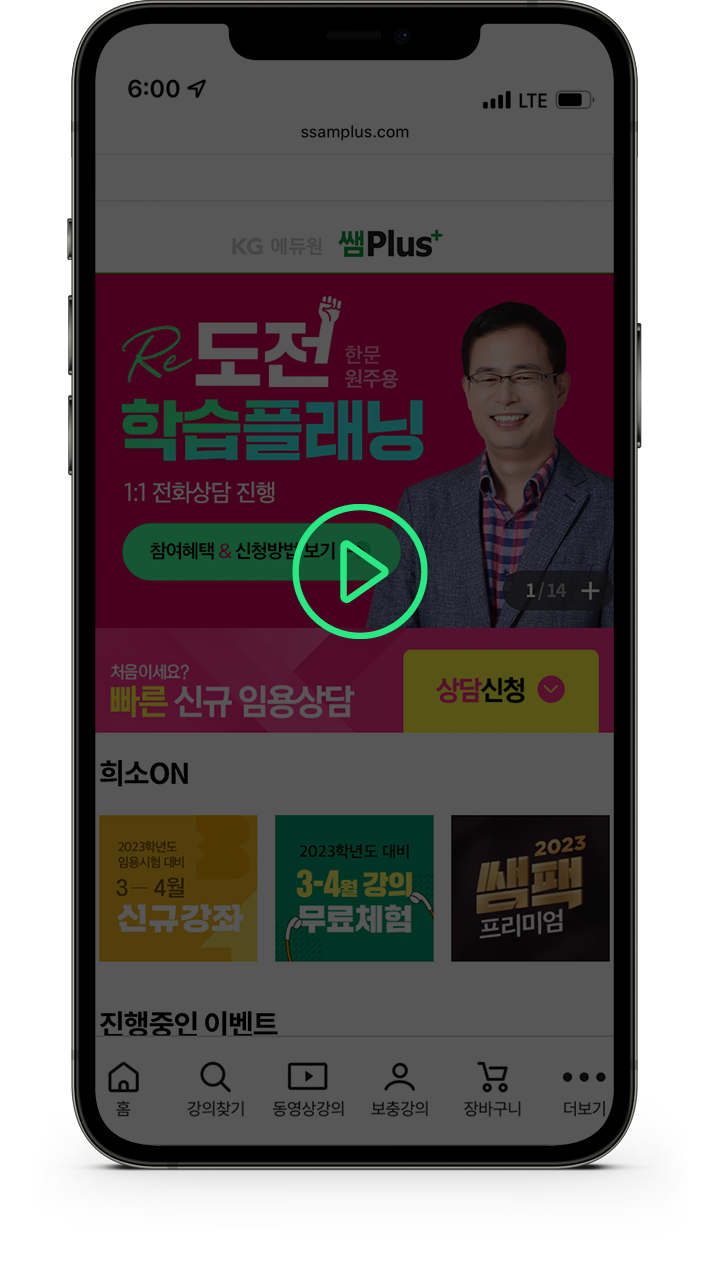 6:00
LTE
ssamplus.com
KG 에듀원 쌤Plus+
Re 도전 한문 원주용
학습플래닝
1:1 전화상담 진행
참여혜택 & 신청방법 보기
1/14 +
처음이세요?
빠른 신규 임용상담
상담신청
희소ON
2023학년도
임용시험 대비
3— 4월
신규강좌
2023학년도 대비
3-4월 강의
무료체험
2023
쌤팩
프리미엄
진행중인 이벤트
홈 강의찾기 동영상강의 보충강의 장바구니 더보기